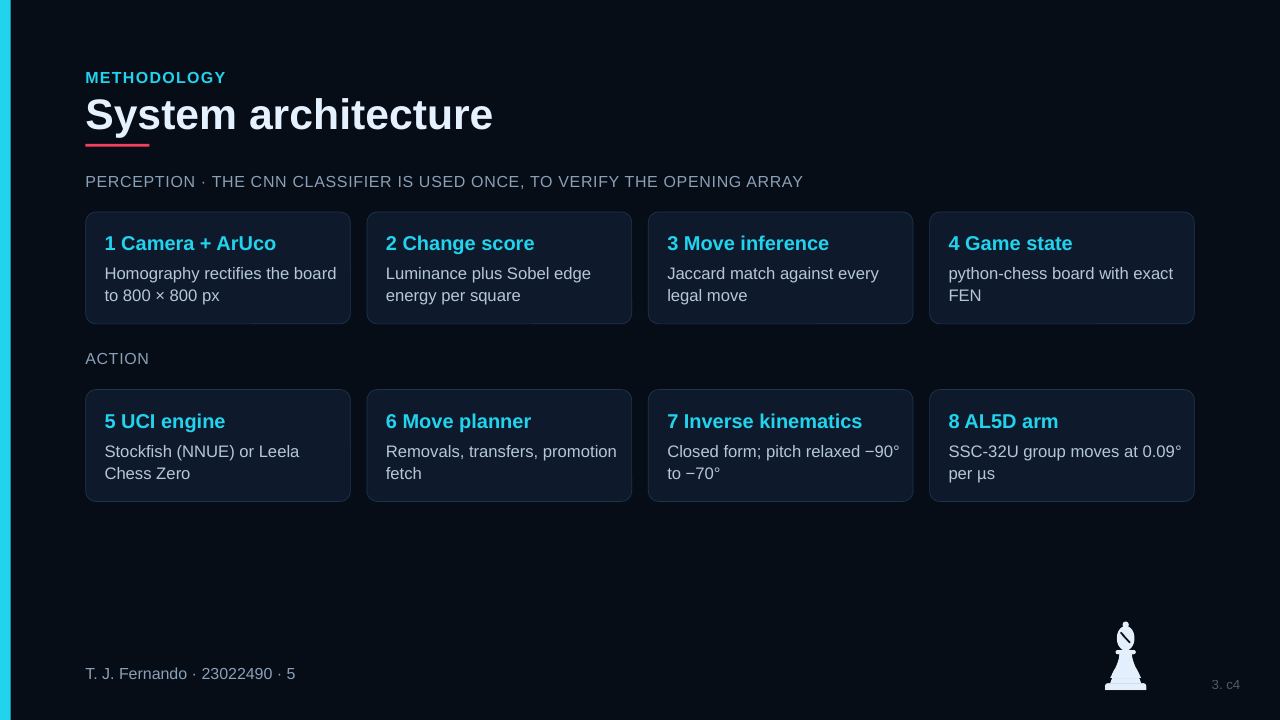 METHODOLOGY
System architecture
PERCEPTION · THE CNN CLASSIFIER IS USED ONCE, TO VERIFY THE OPENING ARRAY
1 Camera + ArUco
Homography rectifies the board
to 800 × 800 px
2 Change score
Luminance plus Sobel edge
energy per square
3 Move inference
Jaccard match against every
legal move
4 Game state
python-chess board with exact
FEN
ACTION
5 UCI engine
Stockfish (NNUE) or Leela
Chess Zero
6 Move planner
Removals, transfers, promotion
fetch
7 Inverse kinematics
Closed form; pitch relaxed −90°
to −70°
8 AL5D arm
SSC-32U group moves at 0.09°
per µs
T. J. Fernando · 23022490 · 5
3. c4